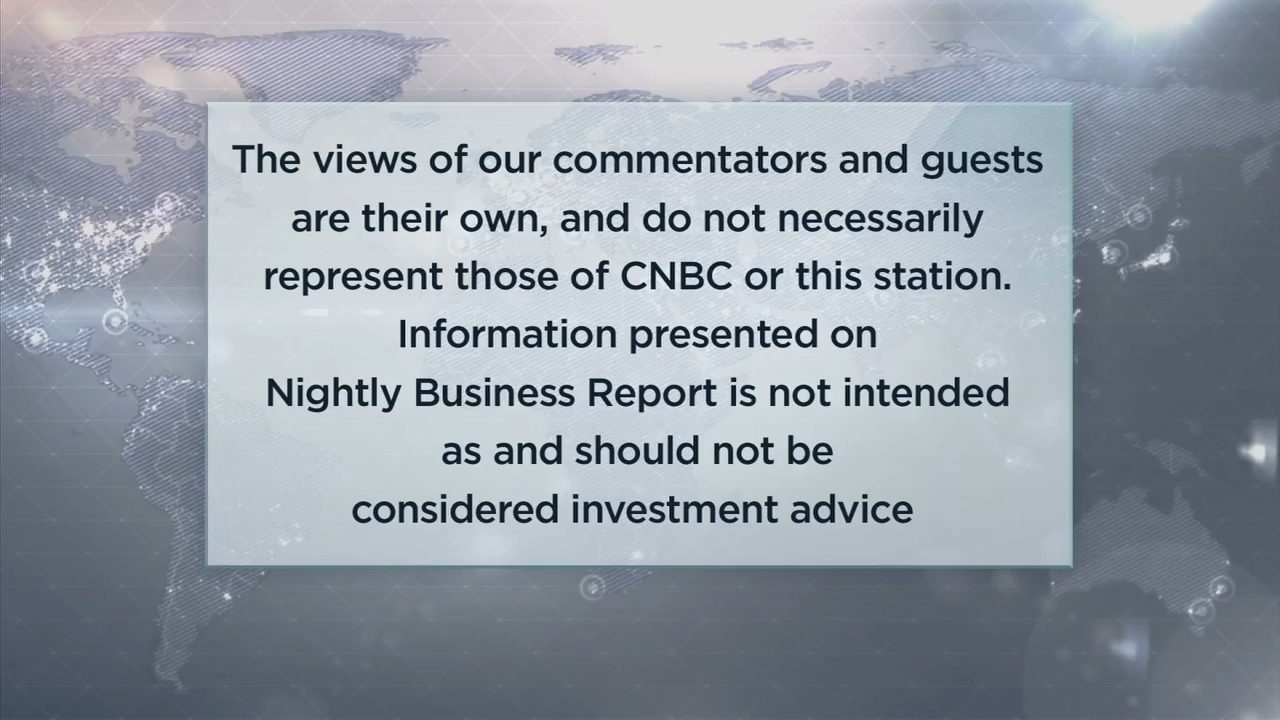 The views of our commentators and guests
are their own, and do not necessarily
represent those of CNBC or this station.
Information presented on
Nightly Business Report is not intended
as and should not be
considered investment advice